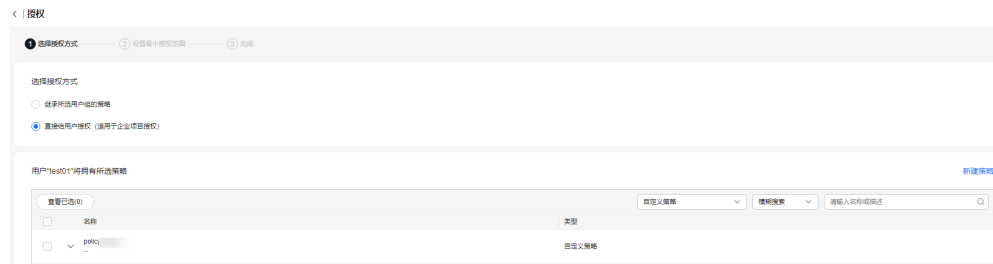 授权
1 选择授权方式 2 设置最小授权范围 3 完成
选择授权方式
继承所选用户组的策略
直接给用户授权（适用于企业项目授权）
用户"test01"将拥有所选策略 新建策略
查看已选(0) 自定义策略 模糊搜索 请输入名称或描述
名称 类型
policy 自定义策略
--